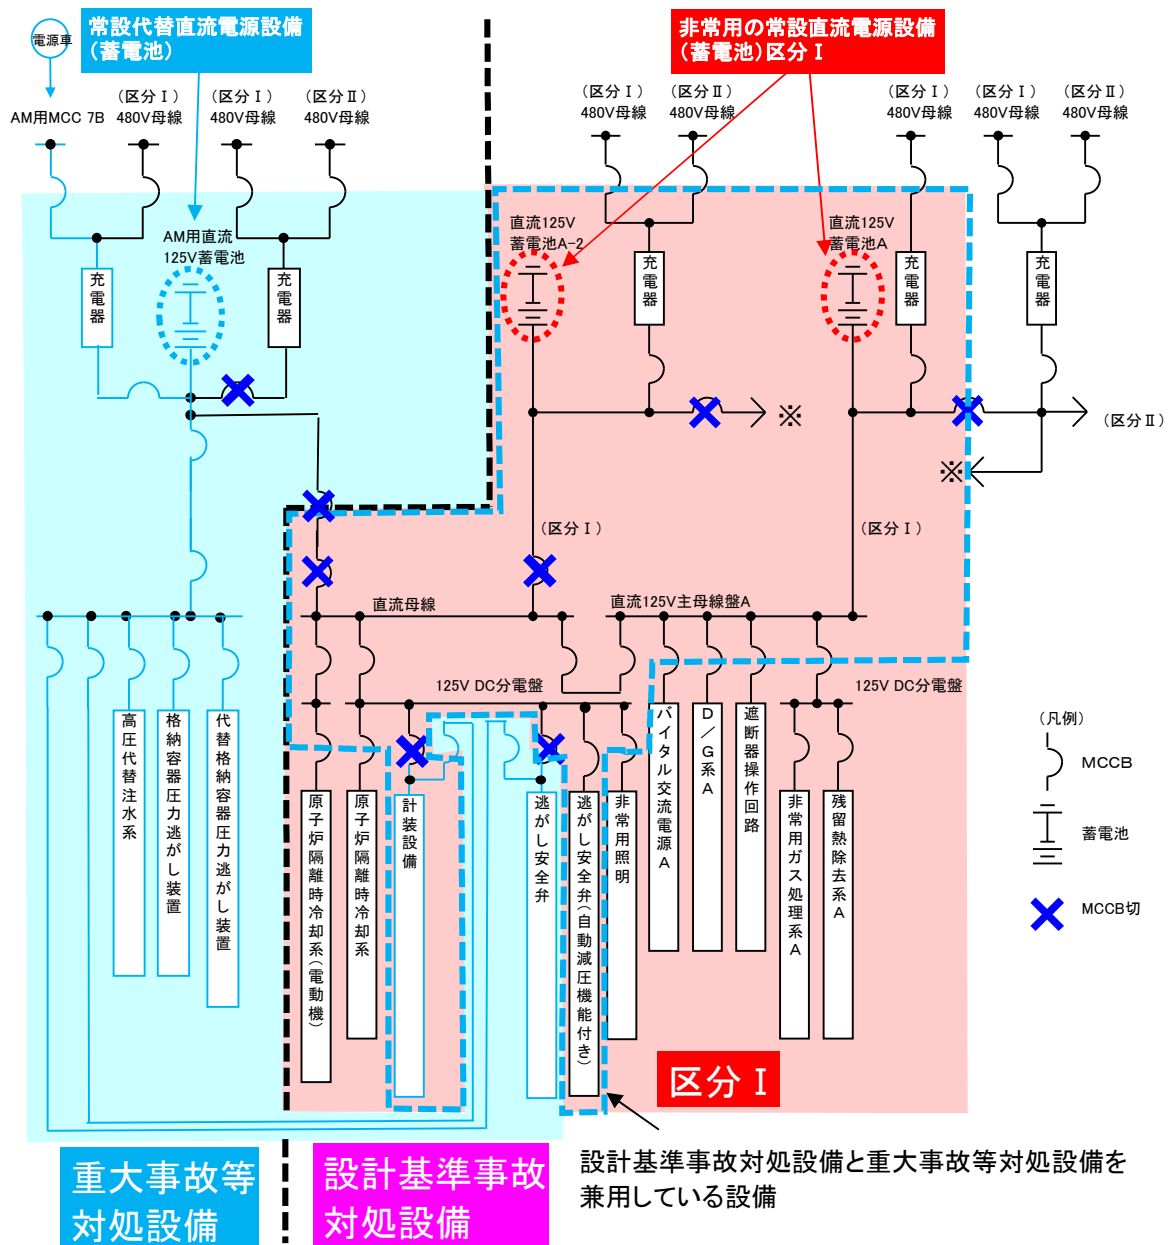 電源車
常設代替直流電源設備
(蓄電池)
非常用の常設直流電源設備
(蓄電池)区分Ⅰ
AM用MCC 7B
(区分Ⅰ)
480V母線
(区分Ⅰ)
480V母線
(区分Ⅱ)
480V母線
(区分Ⅰ)
480V母線
(区分Ⅱ)
480V母線
(区分Ⅰ)
480V母線
(区分Ⅰ)
480V母線
(区分Ⅱ)
480V母線
AM用直流
125V蓄電池
直流125V
蓄電池A-2
直流125V
蓄電池A
充電器
充電器
充電器
充電器
充電器
※
(区分Ⅱ)
※
(区分Ⅰ)
(区分Ⅰ)
直流母線
直流125V主母線盤A
125V DC分電盤
125V DC分電盤
高圧代替注水系
格納容器圧力逃がし装置
代替格納容器圧力逃がし装置
原子炉隔離時冷却系(電動機)
原子炉隔離時冷却系
計装設備
逃がし安全弁
逃がし安全弁(自動減圧機能付き)
非常用照明
バイタル交流電源A
D/G系A
遮断器操作回路
非常用ガス処理系A
残留熱除去系A
(凡例)
MCCB
蓄電池
MCCB切
区分Ⅰ
重大事故等
対処設備
設計基準事故
対処設備
設計基準事故対処設備と重大事故等対処設備を
兼用している設備